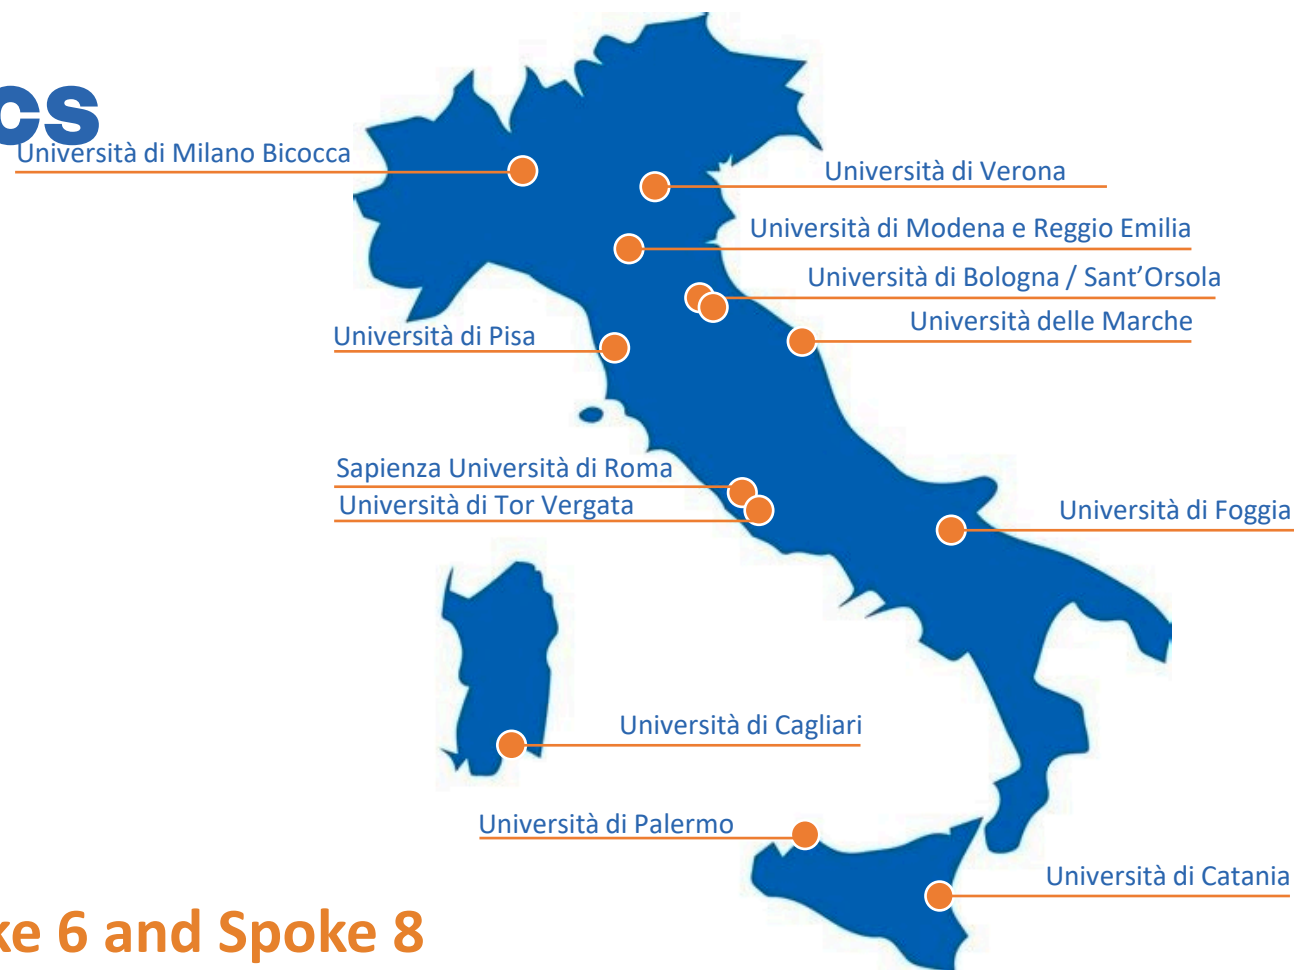 cs
Università di Milano Bicocca
Università di Verona
Università di Modena e Reggio Emilia
Università di Bologna / Sant’Orsola
Università delle Marche
Università di Pisa
Sapienza Università di Roma
Università di Tor Vergata
Università di Foggia
Università di Cagliari
Università di Palermo
Università di Catania
ke 6 and Spoke 8